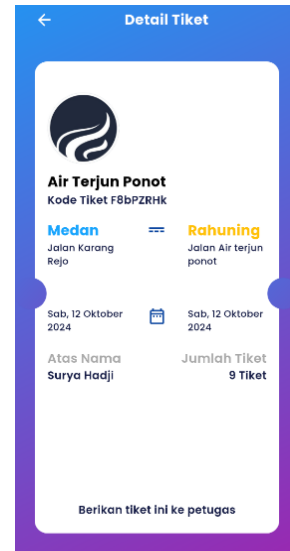 Detail Tiket
Air Terjun Ponot
Kode Tiket F8bPZRHk
Medan
Rahuning
Jalan Karang
Rejo
Jalan Air terjun
ponot
Sab, 12 Oktober
2024
Sab, 12 Oktober
2024
Atas Nama
Jumlah Tiket
Surya Hadji
9 Tiket
Berikan tiket ini ke petugas